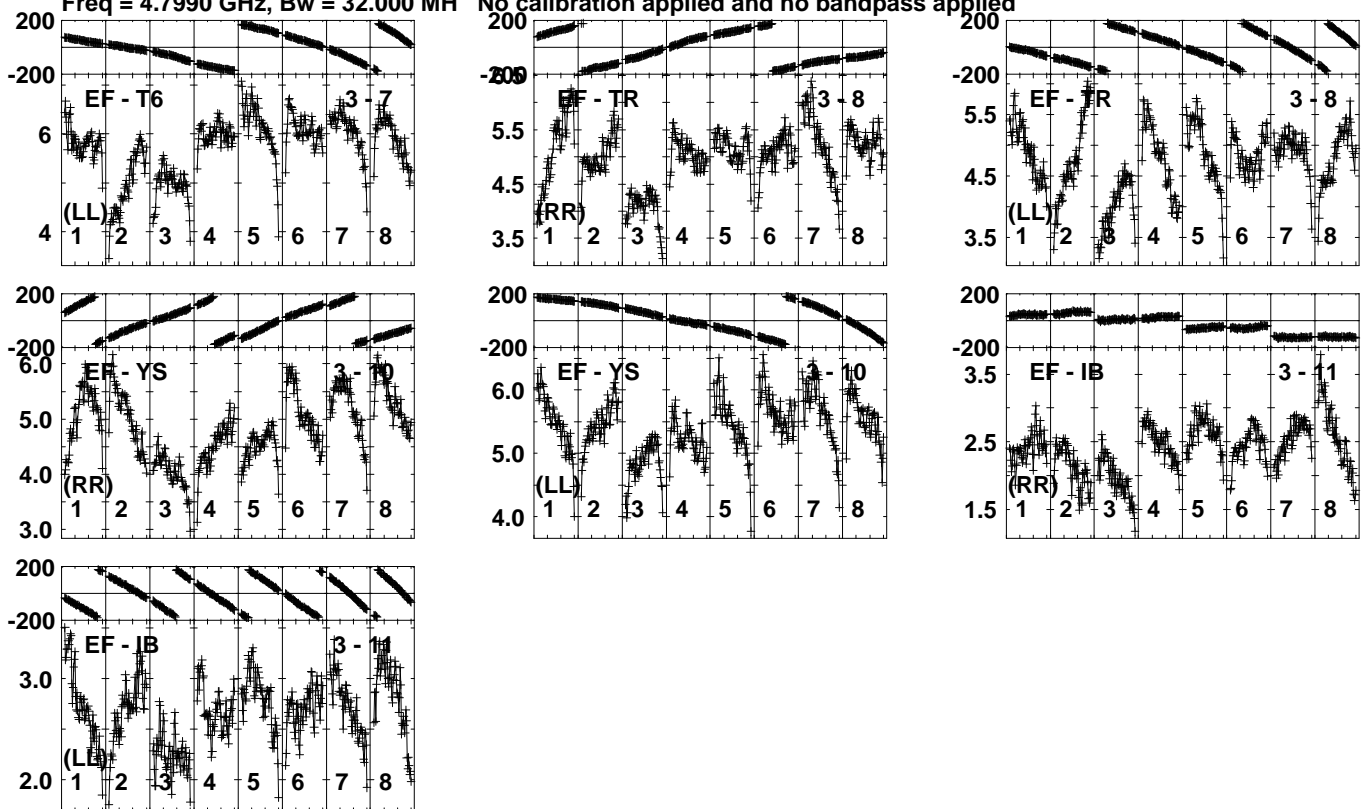 Freq = 4.7990 GHz, Bw = 32.000 MH No calibration applied and no bandpass applied
200
-200
EF - T6 3 - 7
6
4
(LL)
1 2 3 4 5 6 7 8
200
-200
6.5
EF - TR 3 - 8
5.5
4.5
3.5
(RR)
1 2 3 4 5 6 7 8
200
-200
EF - TR 3 - 8
5.5
4.5
3.5
(LL)
1 2 3 4 5 6 7 8
200
-200
6.0
EF - YS 3 - 10
5.0
4.0
3.0
(RR)
1 2 3 4 5 6 7 8
200
-200
EF - YS 3 - 10
6.0
5.0
4.0
(LL)
1 2 3 4 5 6 7 8
200
-200
3.5
EF - IB 3 - 11
2.5
1.5
(RR)
1 2 3 4 5 6 7 8
200
-200
EF - IB 3 - 11
3.0
2.0
(LL)
1 2 3 4 5 6 7 8